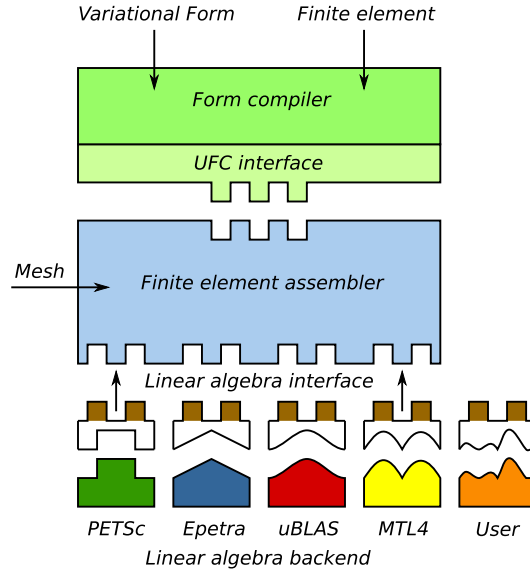 Variational Form
Finite element
Form compiler
UFC interface
Mesh
Finite element assembler
Linear algebra interface
PETSc
Epetra
uBLAS
MTL4
User
Linear algebra backend